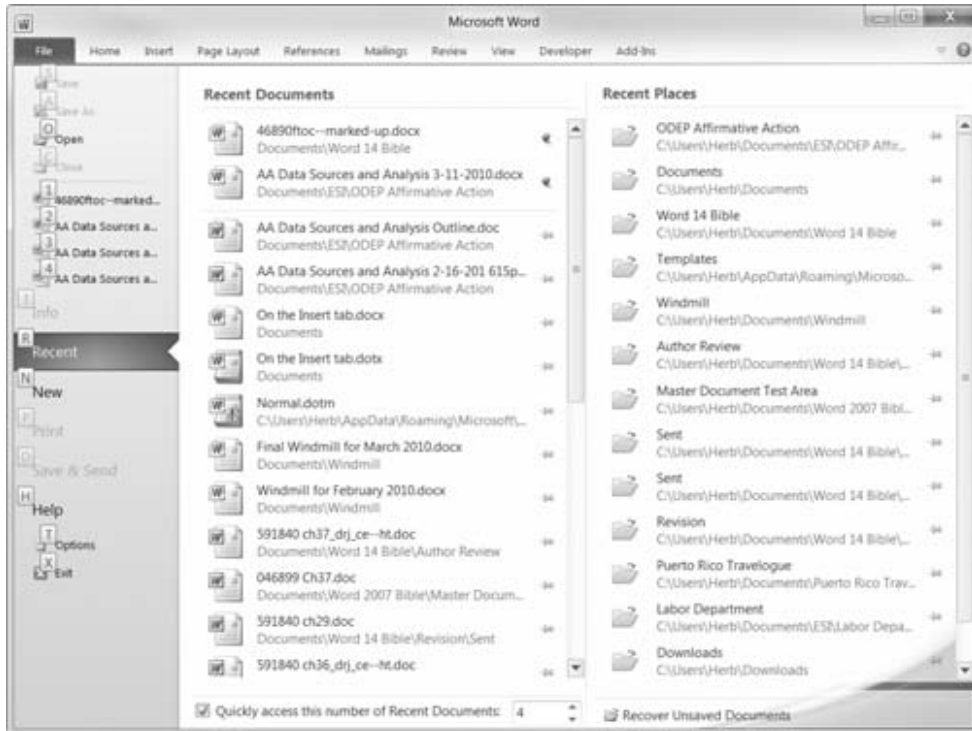 Microsoft Word
File Home Insert Page Layout References Mailings Review View Developer Add-Ins
S
Save
A
Save As
O
Open
C
Close
1
46890ftoc--marked...
2
AA Data Sources a...
3
AA Data Sources a...
4
AA Data Sources a...
I
Info
R
Recent
N
New
P
Print
D
Save & Send
H
Help
T
Options
X
Exit
Recent Documents
46890ftoc--marked-up.docx
Documents\Word 14 Bible
AA Data Sources and Analysis 3-11-2010.docx
Documents\ESI\ODEP Affirmative Action
AA Data Sources and Analysis Outline.doc
Documents\ESI\ODEP Affirmative Action
AA Data Sources and Analysis 2-16-201 615p...
Documents\ESI\ODEP Affirmative Action
On the Insert tab.docx
Documents
On the Insert tab.dotx
Documents
Normal.dotm
C:\Users\Herb\AppData\Roaming\Microsoft\...
Final Windmill for March 2010.docx
Documents\Windmill
Windmill for February 2010.docx
Documents\Windmill
591840 ch37_drj_ce--ht.doc
Documents\Word 14 Bible\Author Review
046899 Ch37.doc
Documents\Word 2007 Bible\Master Docum...
591840 ch29.doc
Documents\Word 14 Bible\Revision\Sent
591840 ch36_drj_ce--ht.doc
Quickly access this number of Recent Documents: 4
Recent Places
ODEP Affirmative Action
C:\Users\Herb\Documents\ESI\ODEP Affir...
Documents
C:\Users\Herb\Documents
Word 14 Bible
C:\Users\Herb\Documents\Word 14 Bible
Templates
C:\Users\Herb\AppData\Roaming\Microso...
Windmill
C:\Users\Herb\Documents\Windmill
Author Review
C:\Users\Herb\Documents\Word 14 Bible\...
Master Document Test Area
C:\Users\Herb\Documents\Word 2007 Bibl...
Sent
C:\Users\Herb\Documents\Word 14 Bible\...
Sent
C:\Users\Herb\Documents\Word 14 Bible\...
Revision
C:\Users\Herb\Documents\Word 14 Bible\...
Puerto Rico Travelogue
C:\Users\Herb\Documents\Puerto Rico Trav...
Labor Department
C:\Users\Herb\Documents\ESI\Labor Depa...
Downloads
C:\Users\Herb\Downloads
Recover Unsaved Documents